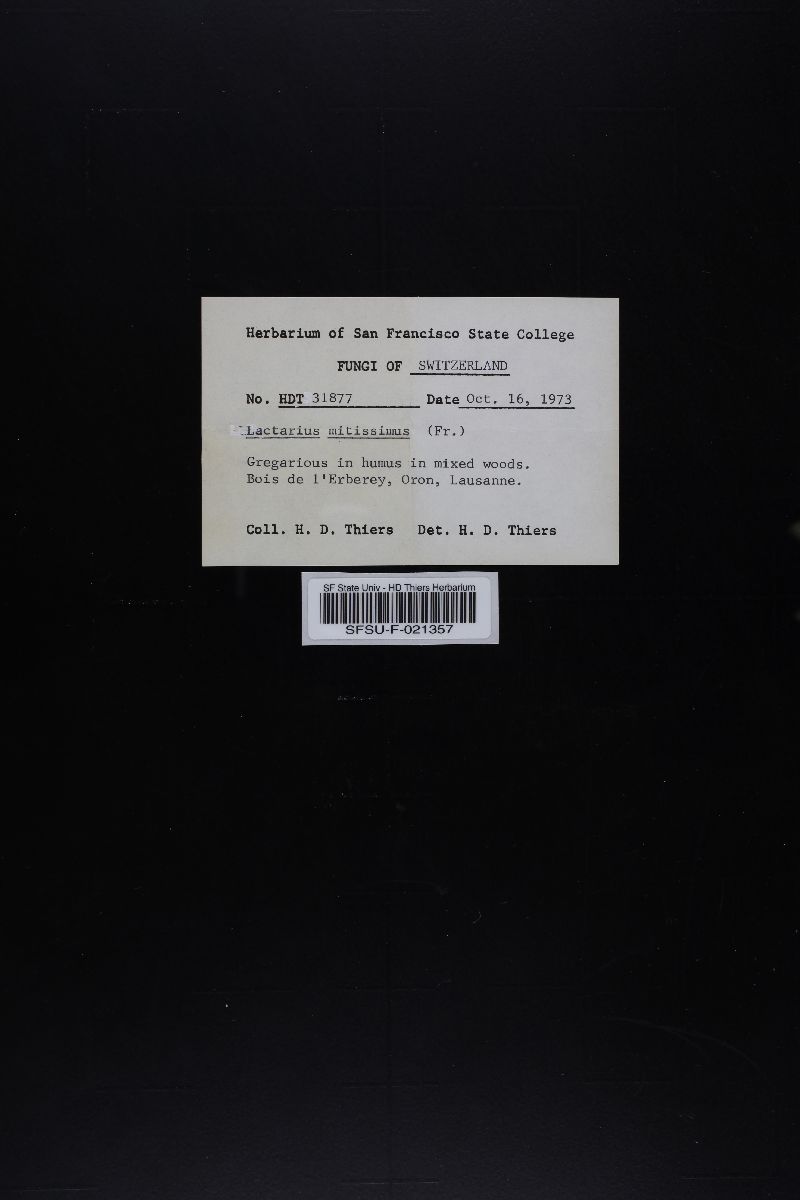 Herbarium of San Francisco State College
FUNGI OF SWITZERLAND
No. HDT 31877 Date Oct. 16, 1973
Lactarius mitissimus (Fr.)
Gregarious in humus in mixed woods.
Bois de l'Erberey, Oron, Lausanne.
Coll. H. D. Thiers Det. H. D. Thiers
SF State Univ - HD Thiers Herbarium
SFSU-F-021357